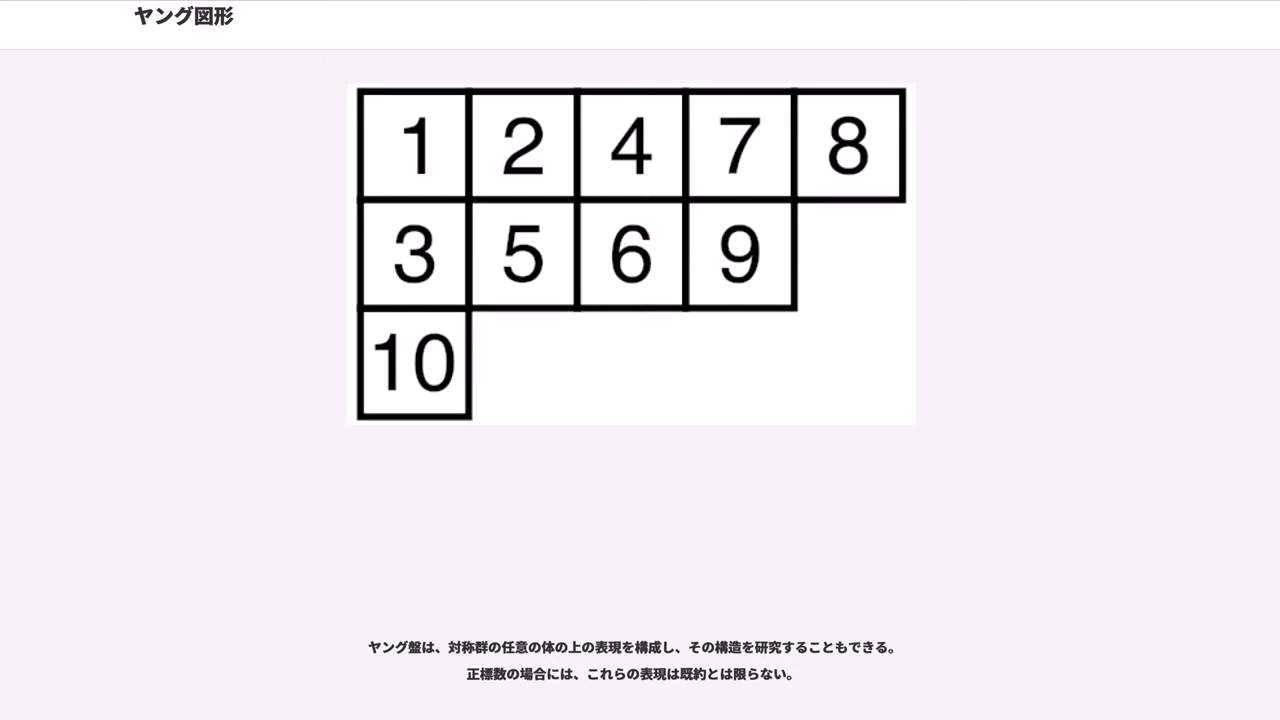 ヤング図形
1 2 4 7 8
3 5 6 9
10
ヤング盤は、対称群の任意の体の上の表現を構成し、その構造を研究することもできる。
正標数の場合には、これらの表現は既約とは限らない。